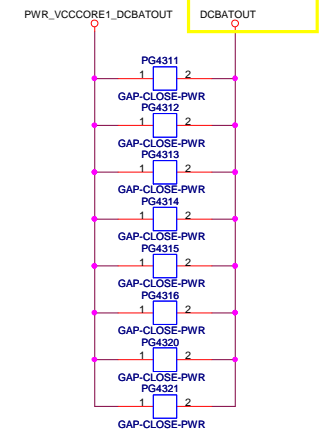 PWR_VCCCORE1_DCBATOUT DCBATOUT
PG4311
1 2
GAP-CLOSE-PWR
PG4312
1 2
GAP-CLOSE-PWR
PG4313
1 2
GAP-CLOSE-PWR
PG4314
1 2
GAP-CLOSE-PWR
PG4315
1 2
GAP-CLOSE-PWR
PG4316
1 2
GAP-CLOSE-PWR
PG4320
1 2
GAP-CLOSE-PWR
PG4321
1 2
GAP-CLOSE-PWR